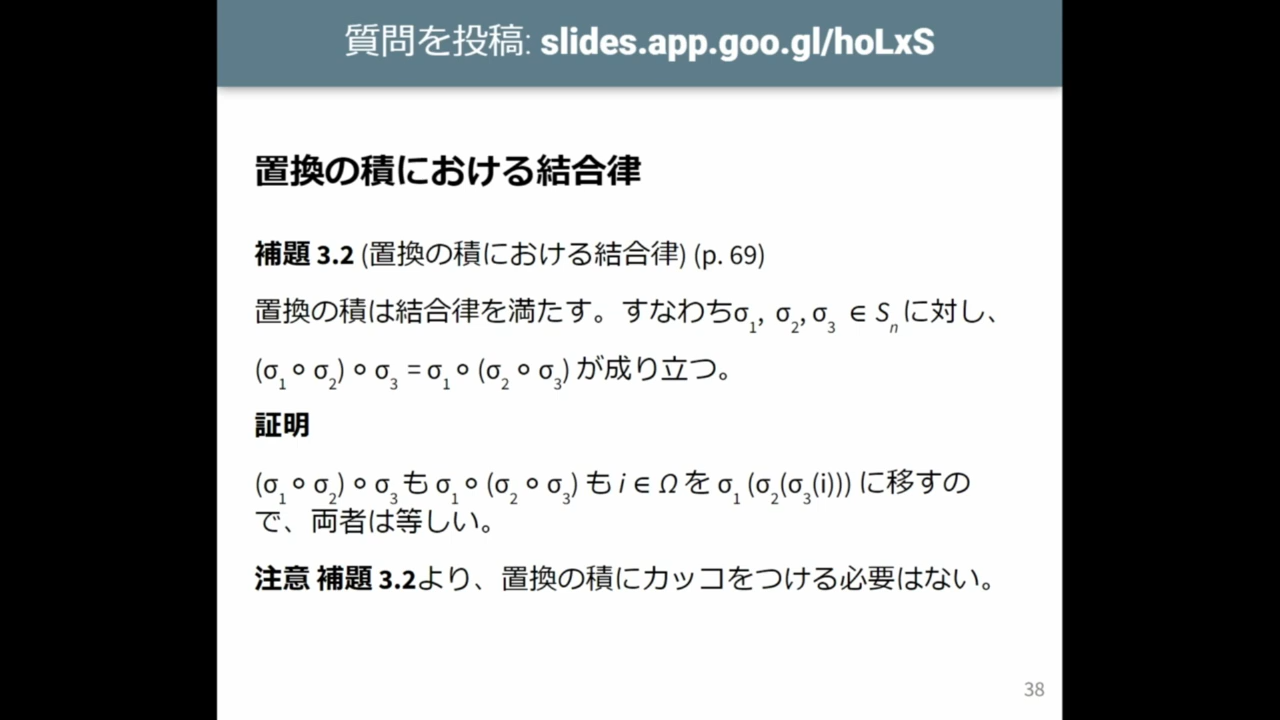 質問を投稿: slides.app.goo.gl/hoLxS
置換の積における結合律
補題 3.2 (置換の積における結合律) (p. 69)
置換の積は結合律を満たす。すなわちσ₁, σ₂, σ₃ ∈ Sₙに対し、
(σ₁∘ σ₂) ∘ σ₃ = σ₁∘ (σ₂ ∘ σ₃) が成り立つ。
証明
(σ₁∘ σ₂) ∘ σ₃も σ₁∘ (σ₂ ∘ σ₃) も i ∈ Ω を σ₁ (σ₂(σ₃(i))) に移すの
で、両者は等しい。
注意 補題 3.2より、置換の積にカッコをつける必要はない。
38